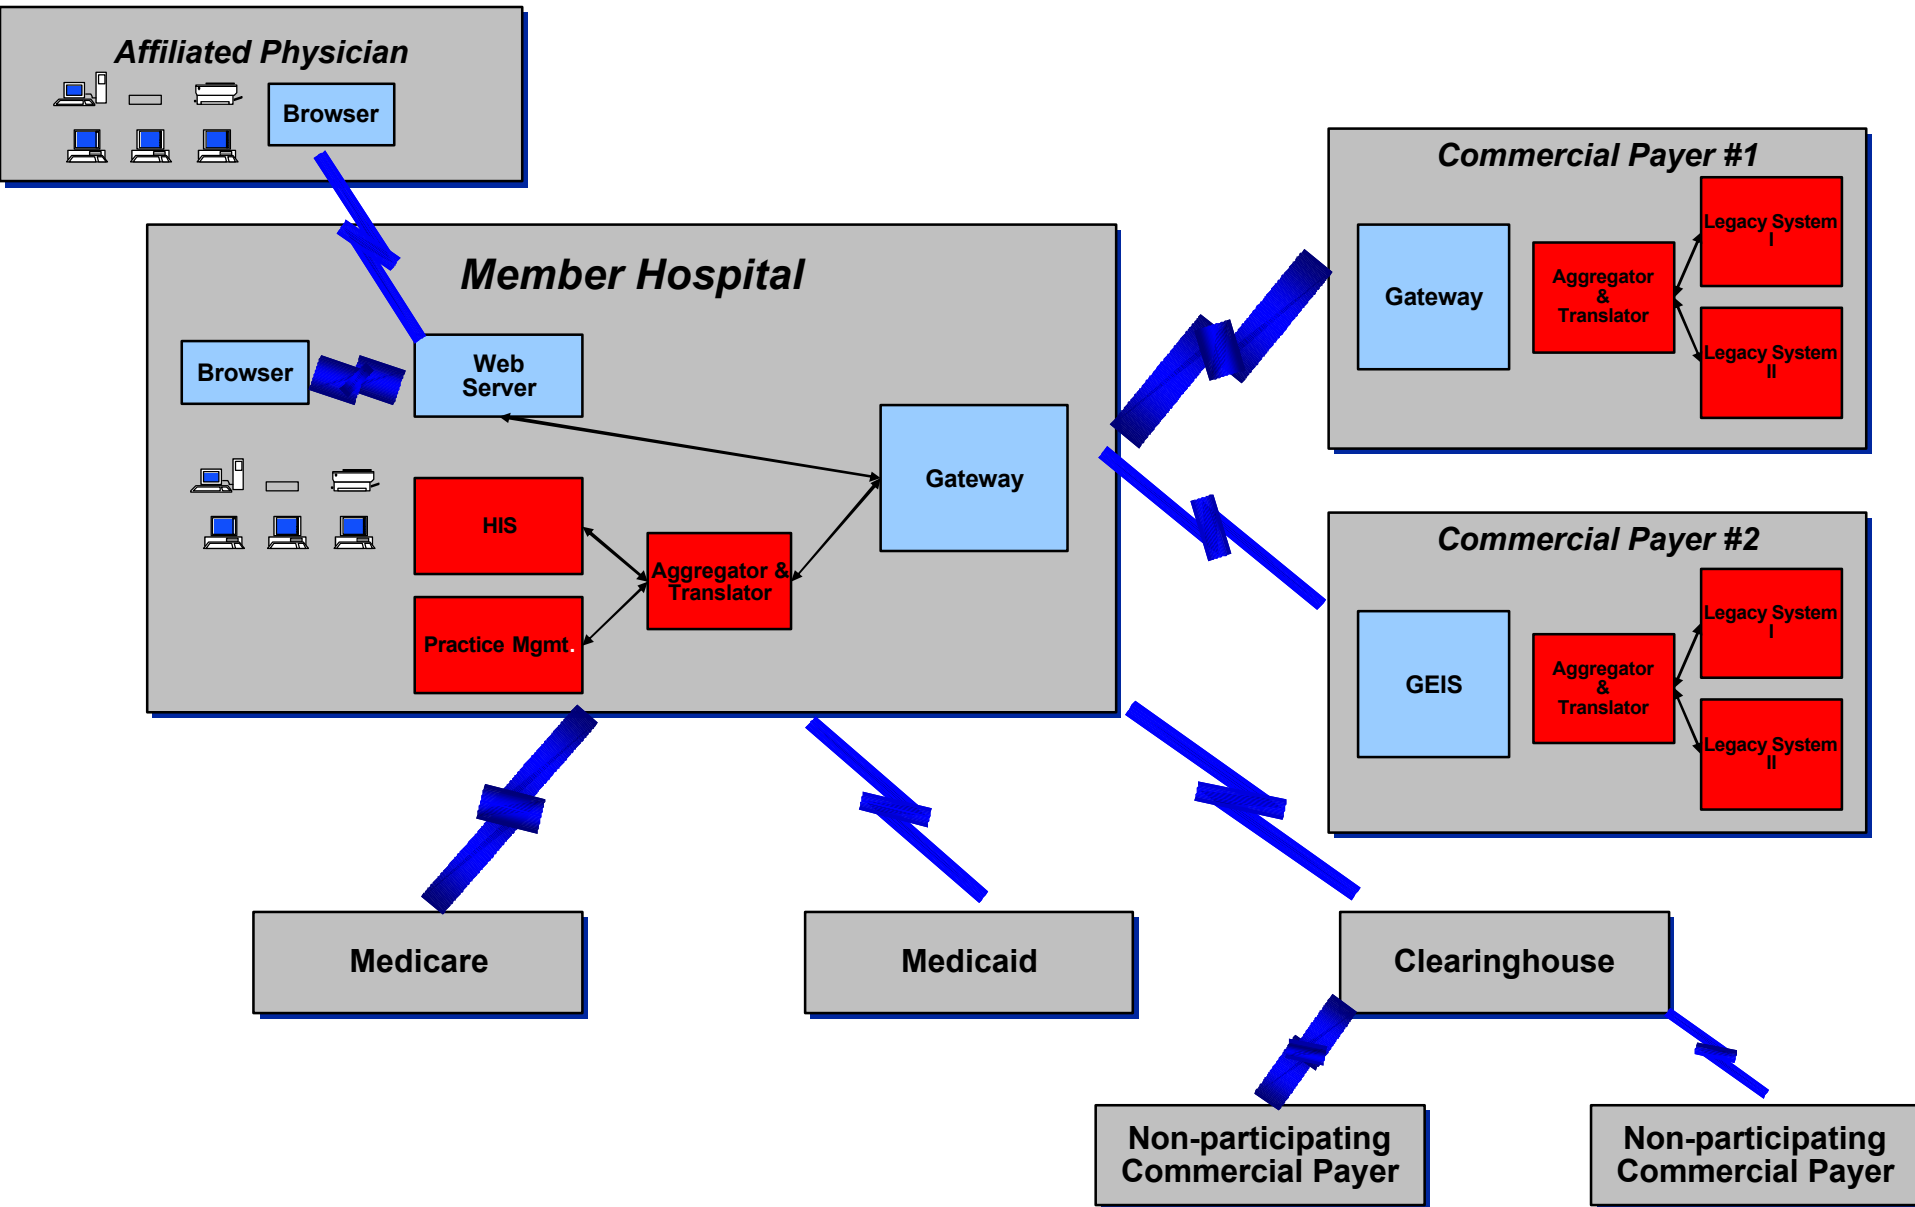 Affiliated Physician
Browser
Member Hospital
Browser
Web
Server
Gateway
HIS
Aggregator &
Translator
Practice Mgmt.
Commercial Payer #1
Gateway
Aggregator
&
Translator
Legacy System
I
Legacy System
II
Commercial Payer #2
GEIS
Aggregator
&
Translator
Legacy System
I
Legacy System
II
Medicare
Medicaid
Clearinghouse
Non-participating
Commercial Payer
Non-participating
Commercial Payer